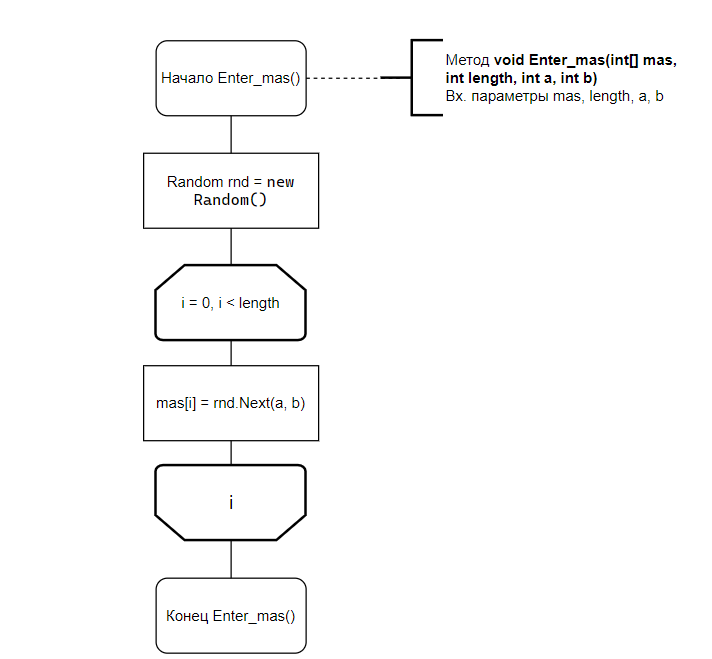 Начало Enter_mas()
Метод void Enter_mas(int[] mas,
int length, int a, int b)
Вх. параметры mas, length, a, b
Random rnd = new
Random()
i = 0, i < length
mas[i] = rnd.Next(a, b)
i
Конец Enter_mas()